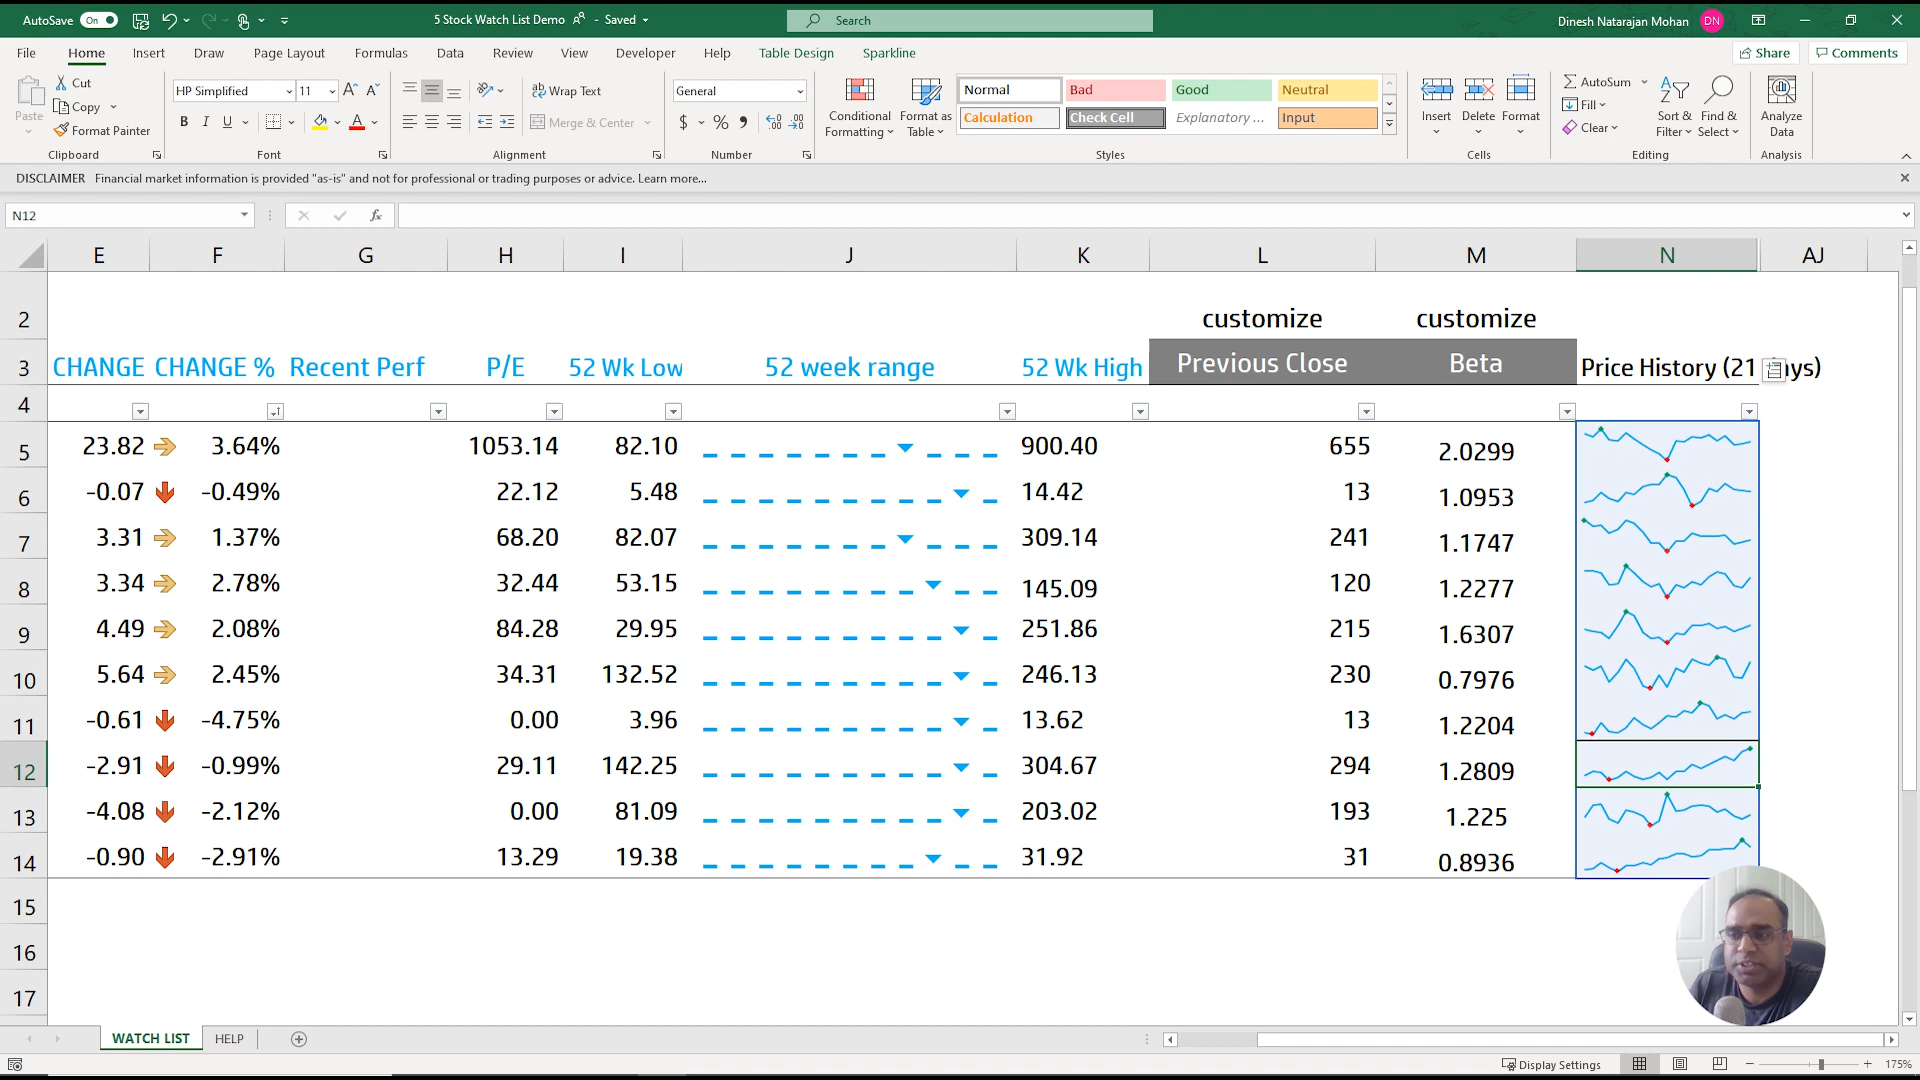 AutoSave On 5 Stock Watch List Demo - Saved Search Dinesh Natarajan Mohan DN
File Home Insert Draw Page Layout Formulas Data Review View Developer Help Table Design Sparkline Share Comments
Paste Cut Copy Format Painter
HP Simplified 11
B I U A
Wrap Text
Merge & Center
General
$ % 9
Conditional Formatting Format as Table
Normal Bad Good Neutral
Calculation Check Cell Explanatory ... Input
Insert Delete Format
AutoSum Fill Clear
Sort & Filter Find & Select
Analyze Data
Clipboard Font Alignment Number Styles Cells Editing Analysis
DISCLAIMER Financial market information is provided "as-is" and not for professional or trading purposes or advice. Learn more...
N12 fx
E F G H I J K L M N AJ
2 customize customize
3 CHANGE CHANGE % Recent Perf P/E 52 Wk Low 52 week range 52 Wk High Previous Close Beta Price History (21 ays)
4
5 23.82 3.64% 1053.14 82.10 900.40 655 2.0299
6 -0.07 -0.49% 22.12 5.48 14.42 13 1.0953
7 3.31 1.37% 68.20 82.07 309.14 241 1.1747
8 3.34 2.78% 32.44 53.15 145.09 120 1.2277
9 4.49 2.08% 84.28 29.95 251.86 215 1.6307
10 5.64 2.45% 34.31 132.52 246.13 230 0.7976
11 -0.61 -4.75% 0.00 3.96 13.62 13 1.2204
12 -2.91 -0.99% 29.11 142.25 304.67 294 1.2809
13 -4.08 -2.12% 0.00 81.09 203.02 193 1.225
14 -0.90 -2.91% 13.29 19.38 31.92 31 0.8936
15
16
17
WATCH LIST HELP
Display Settings 175%